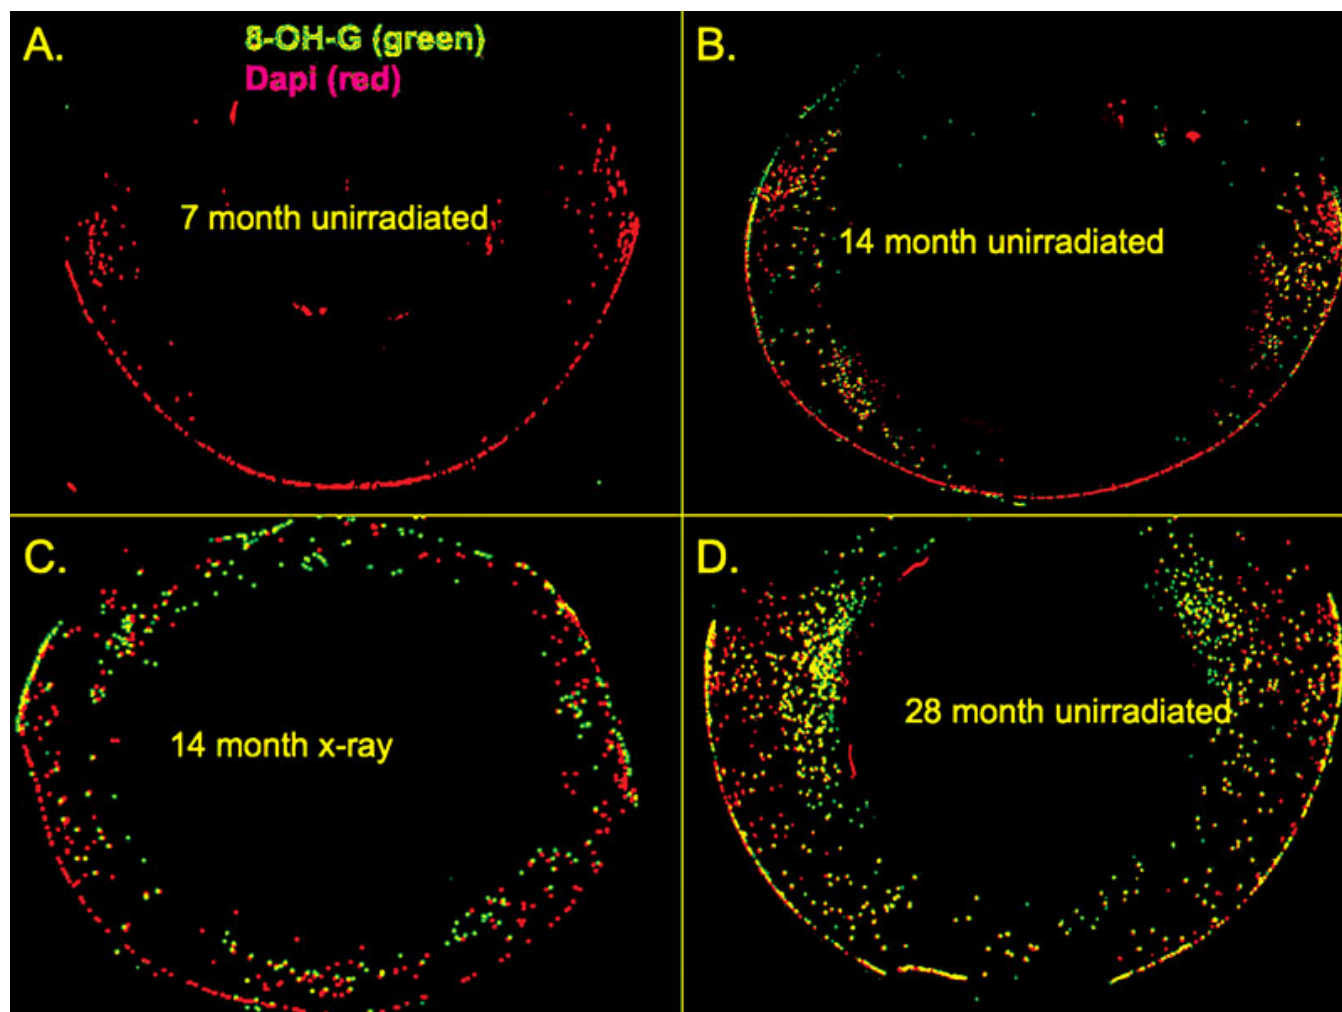 A.
8-OH-G (green)
Dapi (red)
7 month unirradiated
B.
14 month unirradiated
C.
14 month x-ray
D.
28 month unirradiated